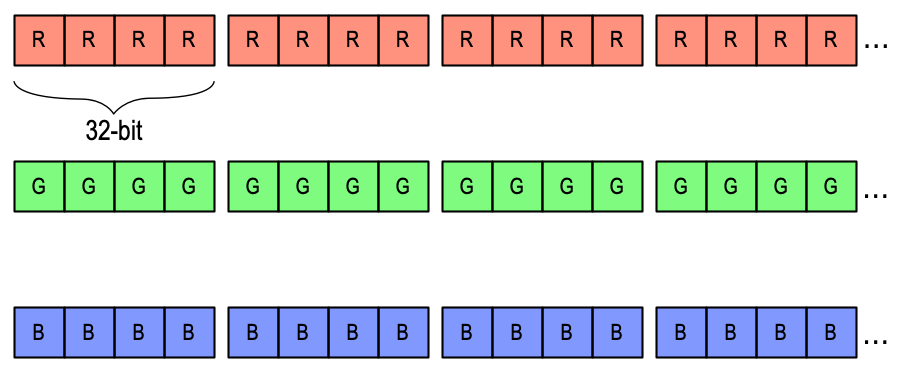 R R R R R R R R R R R R R R R R ...
32-bit
G G G G G G G G G G G G G G G G ...
B B B B B B B B B B B B B B B B ...